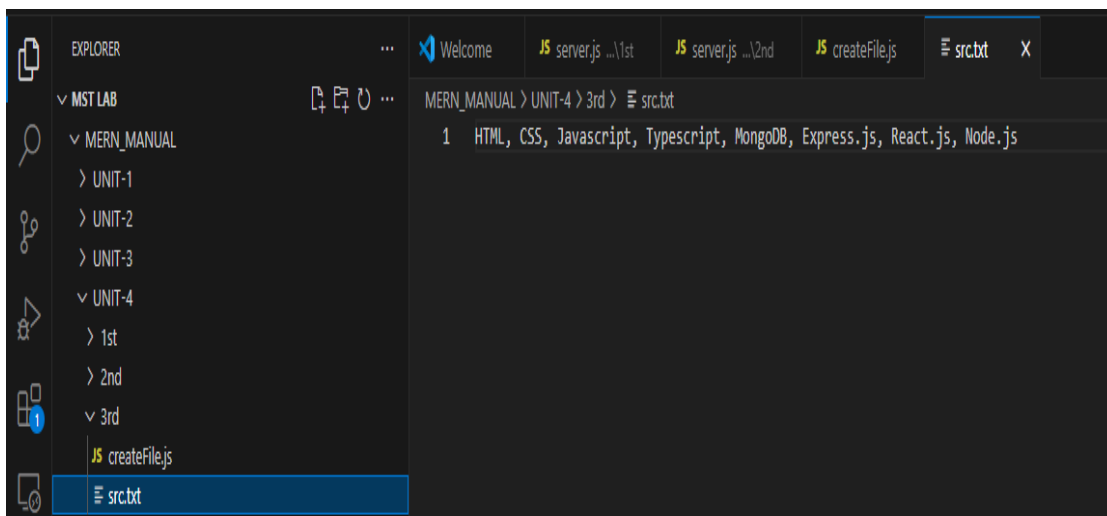 EXPLORER
MST LAB
MERN_MANUAL
UNIT-1
UNIT-2
UNIT-3
UNIT-4
1st
2nd
3rd
JS createFile.js
src.txt
1
Welcome
JS server.js ...\1st
JS server.js ...\2nd
JS createFile.js
src.txt
MERN_MANUAL > UNIT-4 > 3rd > src.txt
1 HTML, CSS, Javascript, Typescript, MongoDB, Express.js, React.js, Node.js